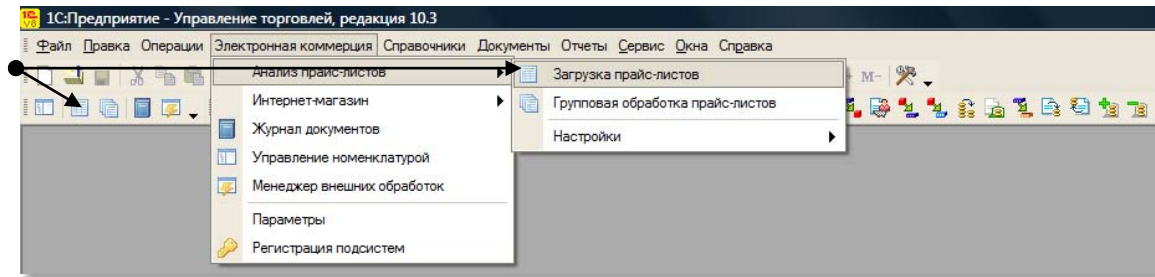 1С:Предприятие - Управление торговлей, редакция 10.3
Файл Правка Операции Электронная коммерция Справочники Документы Отчеты Сервис Окна Справка
Анализ прайс-листов
Загрузка прайс-листов
M-
Интернет-магазин
Групповая обработка прайс-листов
Журнал документов
Настройки
Управление номенклатурой
Менеджер внешних обработок
Параметры
Регистрация подсистем